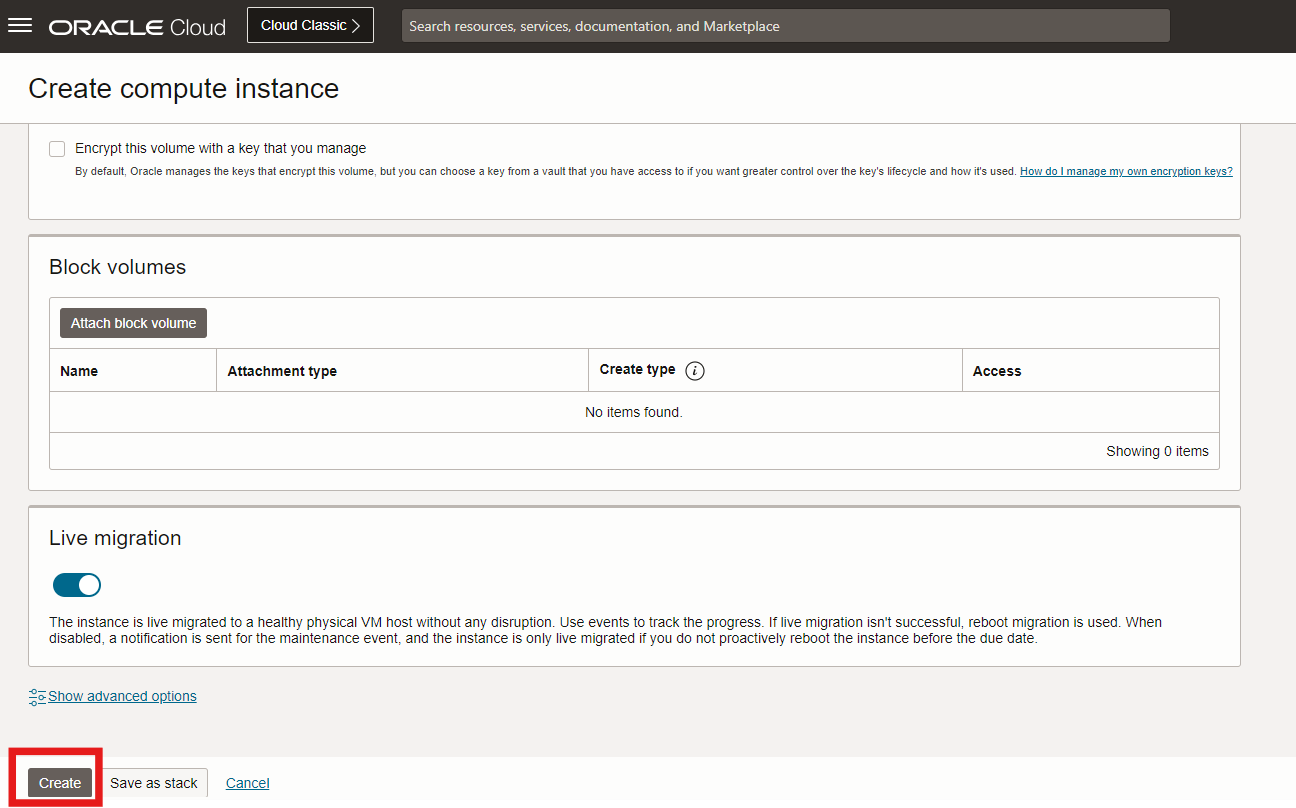 ORACLE Cloud
Cloud Classic
Search resources, services, documentation, and Marketplace
Create compute instance
Encrypt this volume with a key that you manage
By default, Oracle manages the keys that encrypt this volume, but you can choose a key from a vault that you have access to if you want greater control over the key's lifecycle and how it's used. How do I manage my own encryption keys?
Block volumes
Attach block volume
Name Attachment type Create type i Access
No items found.
Showing 0 items
Live migration
The instance is live migrated to a healthy physical VM host without any disruption. Use events to track the progress. If live migration isn't successful, reboot migration is used. When
disabled, a notification is sent for the maintenance event, and the instance is only live migrated if you do not proactively reboot the instance before the due date.
Show advanced options
Create Save as stack Cancel